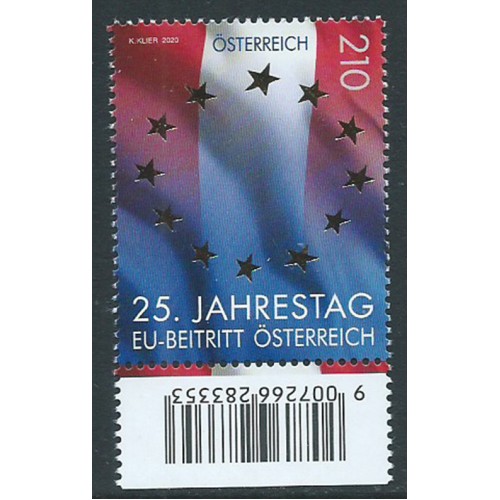 K.KLIER 2020
ÖSTERREICH
210
25. JAHRESTAG
EU-BEITRITT ÖSTERREICH
9 007266 283353